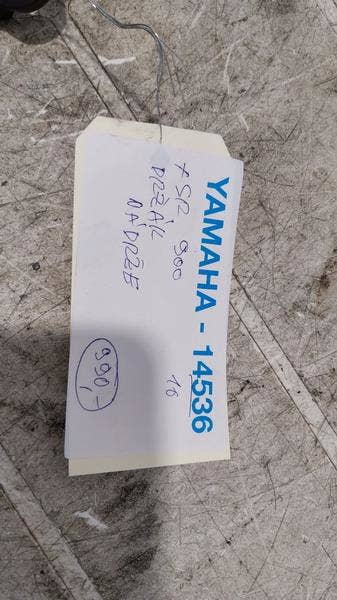 YAMAHA - 14536
XSR 900 16
DRŽÁK
NÁDRŽE
990,-